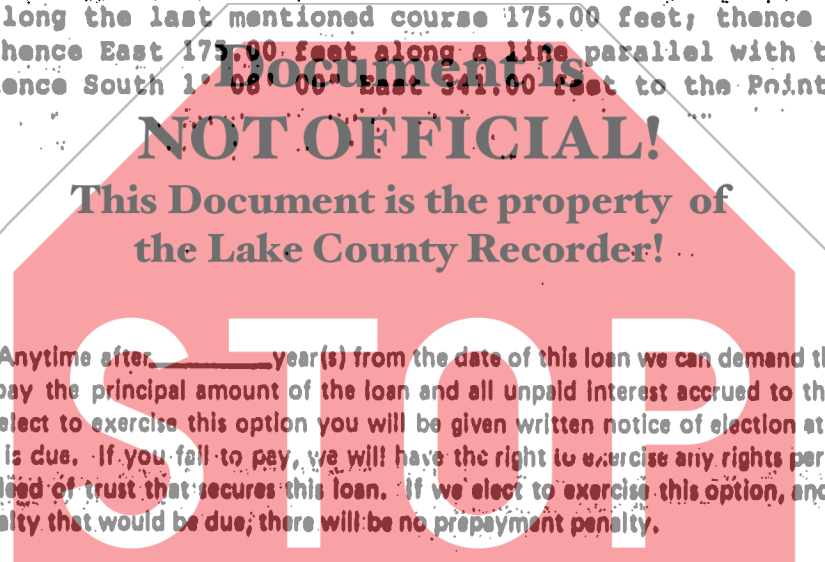 long the last mentioned course 175.00 feet; thence
hence East 175.00 feet along a line parallel with t
ence South 1° 08' 00" East 541.00 feet to the Point
Document is
NOT OFFICIAL!
This Document is the property of
the Lake County Recorder!
STOP
Anytime after year(s) from the date of this loan we can demand th
pay the principal amount of the loan and all unpaid interest accrued to th
elect to exercise this option you will be given written notice of election at
is due. If you fail to pay, we will have the right to exercise any rights per
deed of trust that secures this loan. If we elect to exercise this option, and
alty that would be due, there will be no prepayment penalty.